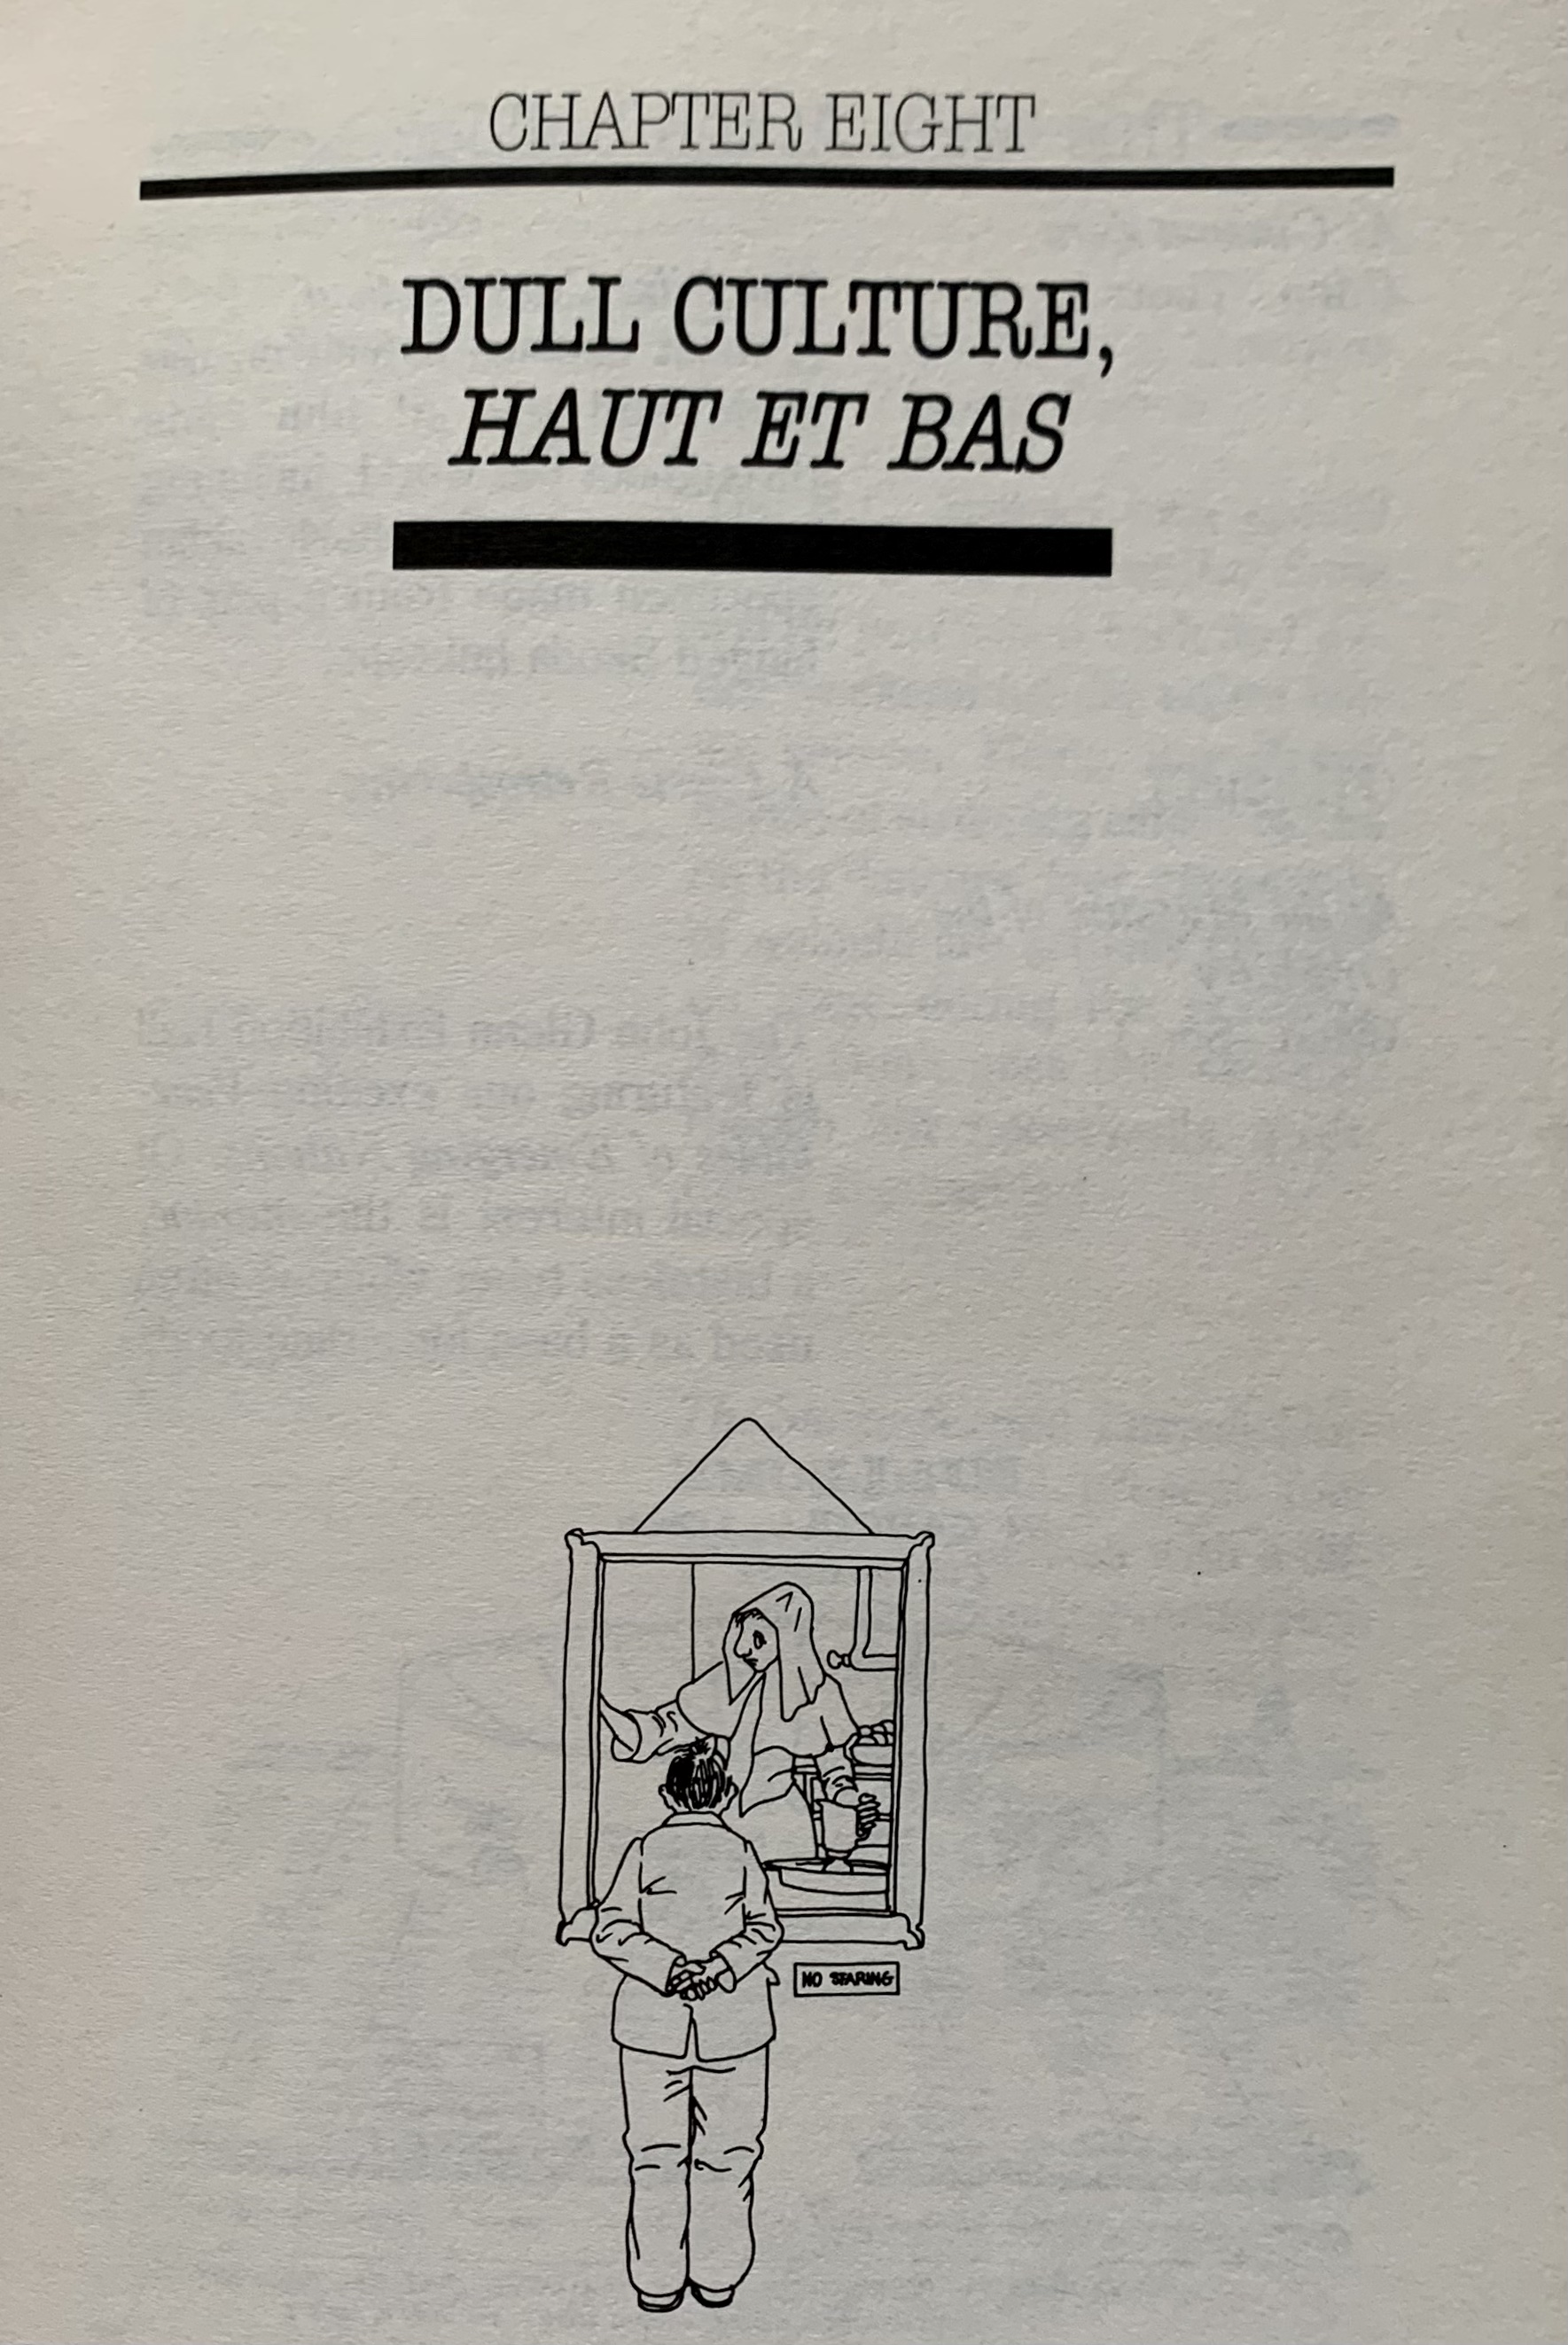 CHAPTER EIGHT
DULL CULTURE,
HAUT ET BAS
NO STARING